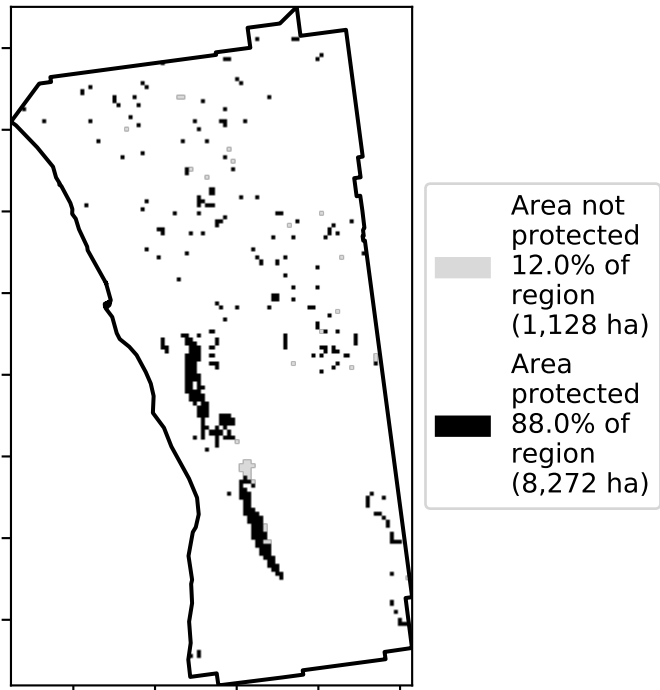 Area not
protected
12.0% of
region
(1,128 ha)
Area
protected
88.0% of
region
(8,272 ha)